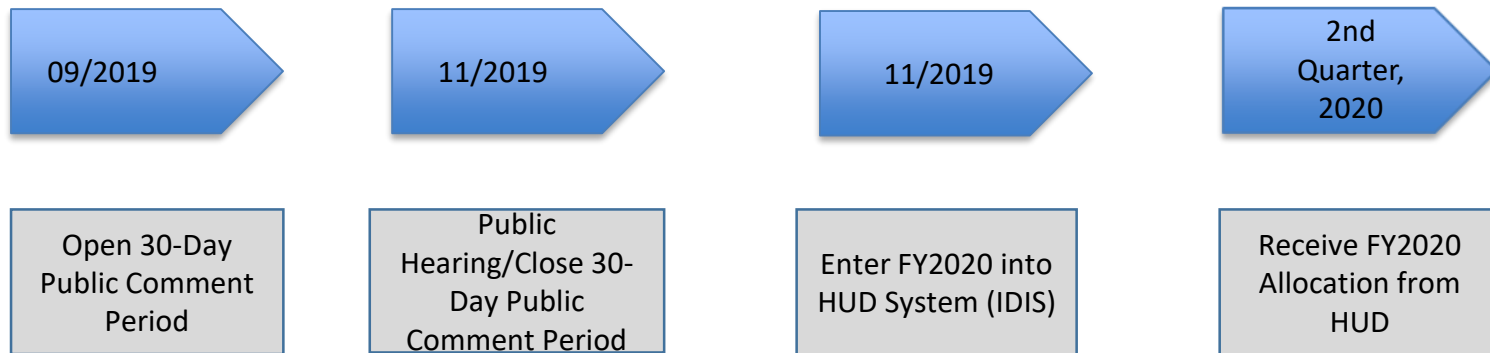 09/2019
11/2019
11/2019
2nd
Quarter,
2020
Open 30-Day
Public Comment
Period
Public
Hearing/Close 30-
Day Public
Comment Period
Enter FY2020 into
HUD System (IDIS)
Receive FY2020
Allocation from
HUD